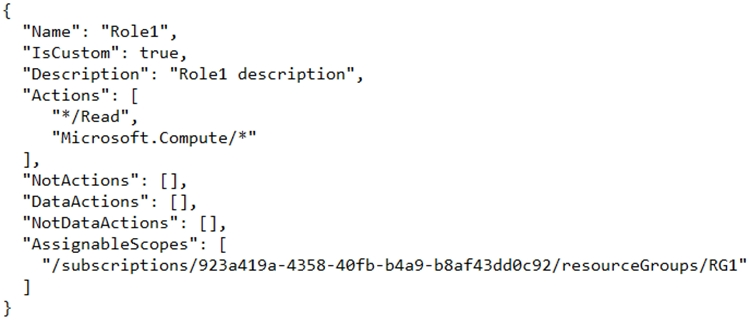 {
  "Name": "Role1",
  "IsCustom": true,
  "Description": "Role1 description",
  "Actions": [
     "*/Read",
     "Microsoft.Compute/*"
  ],
  "NotActions": [],
  "DataActions": [],
  "NotDataActions": [],
  "AssignableScopes": [
    "/subscriptions/923a419a-4358-40fb-b4a9-b8af43dd0c92/resourceGroups/RG1"
  ]
}